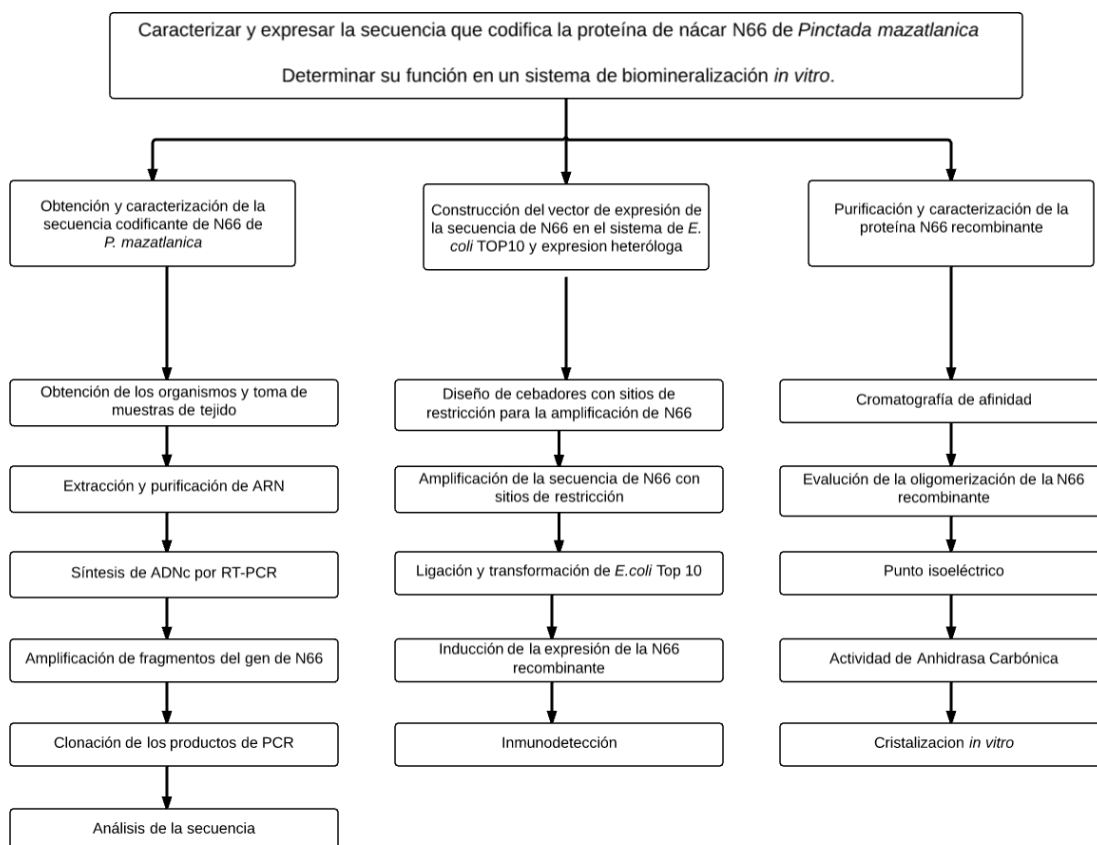 Caracterizar y expresar la secuencia que codifica la proteína de nácar N66 de Pinctada mazatlanica
Determinar su función en un sistema de biomineralización in vitro.
Obtención y caracterización de la
secuencia codificante de N66 de
P. mazatlanica
Obtención de los organismos y toma de
muestras de tejido
Extracción y purificación de ARN
Síntesis de ADNc por RT-PCR
Amplificación de fragmentos del gen de N66
Clonación de los productos de PCR
Análisis de la secuencia
Construcción del vector de expresión de
la secuencia de N66 en el sistema de E.
coli TOP10 y expresion heteróloga
Diseño de cebadores con sitios de
restricción para la amplificación de N66
Amplificación de la secuencia de N66 con
sitios de restricción
Ligación y transformación de E.coli Top 10
Inducción de la expresión de la N66
recombinante
Inmunodetección
Purificación y caracterización de la
proteína N66 recombinante
Cromatografía de afinidad
Evalución de la oligomerización de la N66
recombinante
Punto isoeléctrico
Actividad de Anhidrasa Carbónica
Cristalizacion in vitro